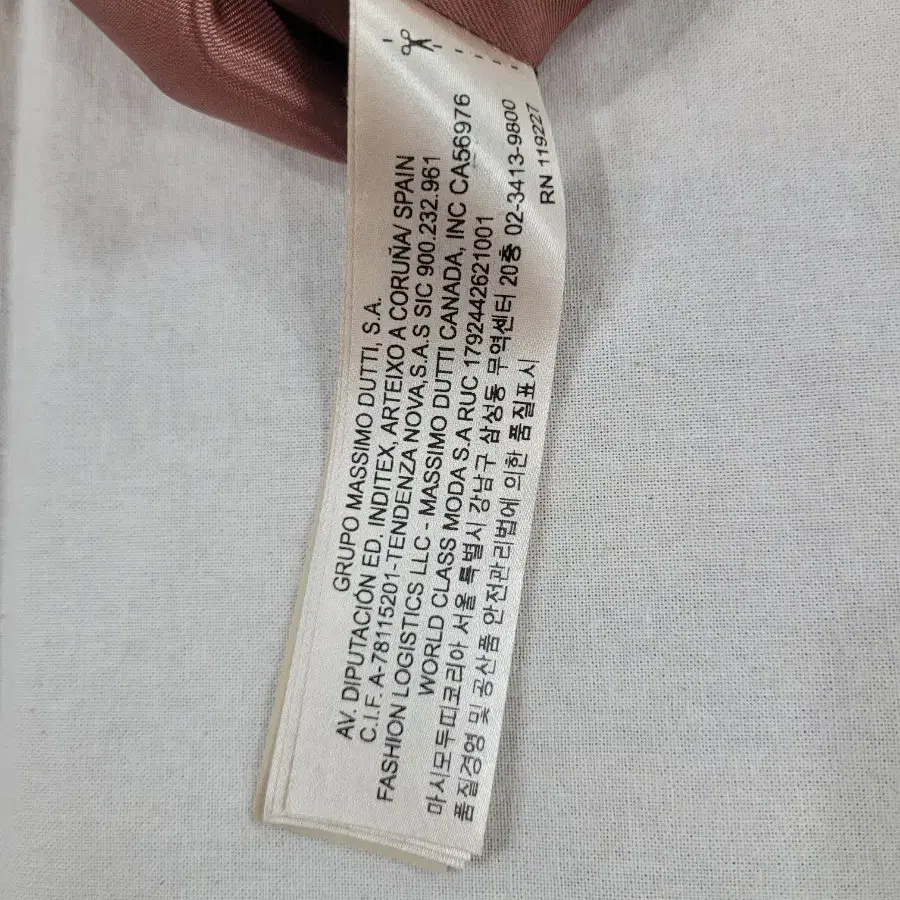 GRUPO MASSIMO DUTTI, S.A.
AV. DIPUTACIÓN ED. INDITEX, ARTEIXO A CORUÑA/ SPAIN
C.I.F. A-78115201-TENDENZA NOVA,S.A.S SIC 900.232.961
FASHION LOGISTICS LLC - MASSIMO DUTTI CANADA, INC CA56976
WORLD CLASS MODA S.A RUC 1792442621001
마시모두띠코리아 서울 특별시 강남구 삼성동 무역센터 20층 02-3413-9800
품질경영 및 공산품 안전관리법에 의한 품질표시
RN 119227